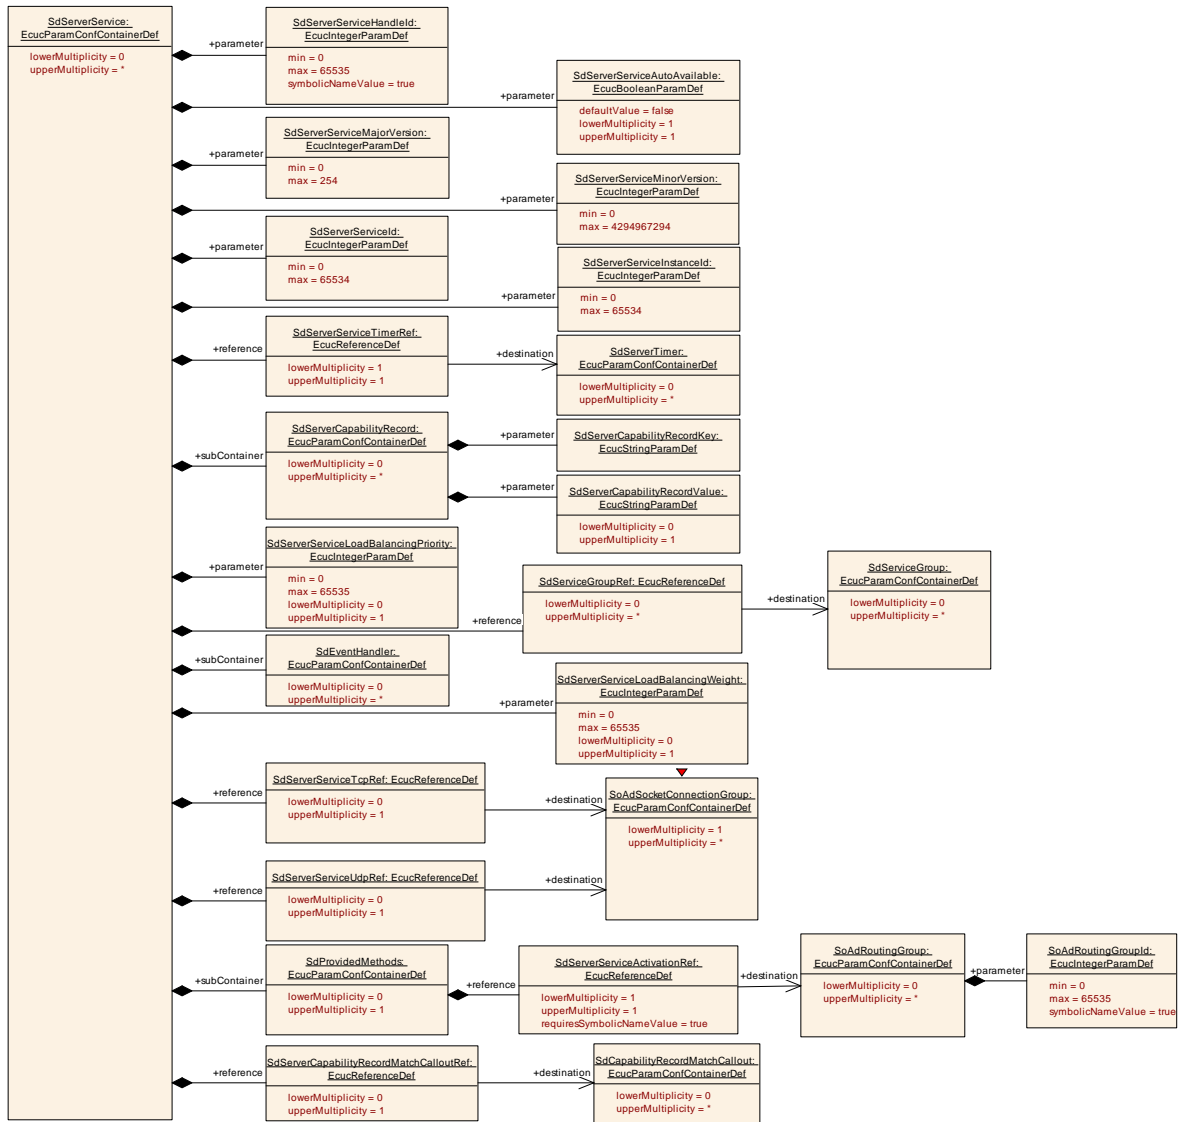 SdServerService:
EcucParamConfContainerDef
lowerMultiplicity = 0
upperMultiplicity = *
+parameter
SdServerServiceHandleId:
EcucIntegerParamDef
min = 0
max = 65535
symbolicNameValue = true
+parameter
SdServerServiceAutoAvailable:
EcucBooleanParamDef
defaultValue = false
lowerMultiplicity = 1
upperMultiplicity = 1
+parameter
SdServerServiceMajorVersion:
EcucIntegerParamDef
min = 0
max = 254
+parameter
SdServerServiceMinorVersion:
EcucIntegerParamDef
min = 0
max = 4294967294
+parameter
SdServerServiceId:
EcucIntegerParamDef
min = 0
max = 65534
+parameter
SdServerServiceInstanceId:
EcucIntegerParamDef
min = 0
max = 65534
+reference
SdServerServiceTimerRef:
EcucReferenceDef
lowerMultiplicity = 1
upperMultiplicity = 1
+destination
SdServerTimer:
EcucParamConfContainerDef
lowerMultiplicity = 0
upperMultiplicity = *
+subContainer
SdServerCapabilityRecord:
EcucParamConfContainerDef
lowerMultiplicity = 0
upperMultiplicity = *
+parameter
SdServerCapabilityRecordKey:
EcucStringParamDef
+parameter
SdServerCapabilityRecordValue:
EcucStringParamDef
lowerMultiplicity = 0
upperMultiplicity = 1
+parameter
SdServerServiceLoadBalancingPriority:
EcucIntegerParamDef
min = 0
max = 65535
lowerMultiplicity = 0
upperMultiplicity = 1
+reference
SdServiceGroupRef: EcucReferenceDef
lowerMultiplicity = 0
upperMultiplicity = *
+destination
SdServiceGroup:
EcucParamConfContainerDef
lowerMultiplicity = 0
upperMultiplicity = *
+subContainer
SdEventHandler:
EcucParamConfContainerDef
lowerMultiplicity = 0
upperMultiplicity = *
+parameter
SdServerServiceLoadBalancingWeight:
EcucIntegerParamDef
min = 0
max = 65535
lowerMultiplicity = 0
upperMultiplicity = 1
+reference
SdServerServiceTcpRef: EcucReferenceDef
lowerMultiplicity = 0
upperMultiplicity = 1
+destination
SoAdSocketConnectionGroup:
EcucParamConfContainerDef
lowerMultiplicity = 1
upperMultiplicity = *
+reference
SdServerServiceUdpRef: EcucReferenceDef
lowerMultiplicity = 0
upperMultiplicity = 1
+destination
+subContainer
SdProvidedMethods:
EcucParamConfContainerDef
lowerMultiplicity = 0
upperMultiplicity = 1
+reference
SdServerServiceActivationRef:
EcucReferenceDef
lowerMultiplicity = 1
upperMultiplicity = 1
requiresSymbolicNameValue = true
+destination
SoAdRoutingGroup:
EcucParamConfContainerDef
lowerMultiplicity = 0
upperMultiplicity = *
+parameter
SoAdRoutingGroupId:
EcucIntegerParamDef
min = 0
max = 65535
symbolicNameValue = true
+reference
SdServerCapabilityRecordMatchCalloutRef:
EcucReferenceDef
lowerMultiplicity = 0
upperMultiplicity = 1
+destination
SdCapabilityRecordMatchCallout:
EcucParamConfContainerDef
lowerMultiplicity = 0
upperMultiplicity = *